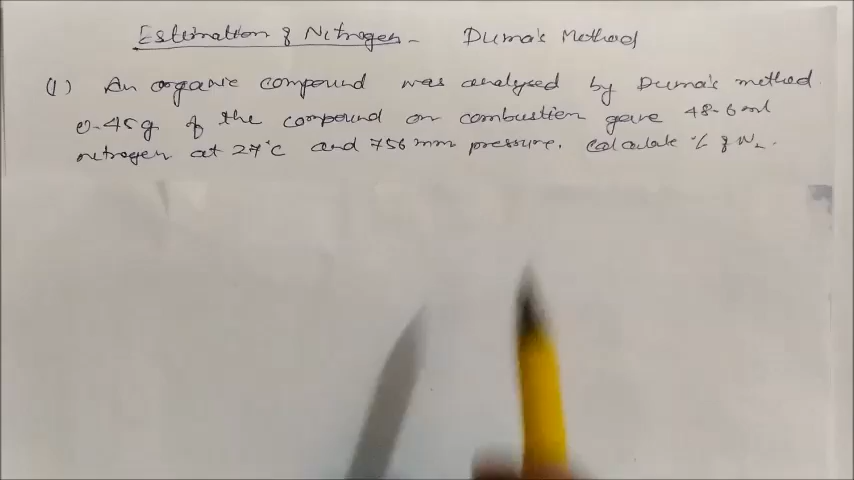 Estimation of Nitrogen - Duma's Method
(1) An organic compound was analysed by Duma's method.
0.45g of the compound on combustion gave 48.6 ml
nitrogen at 27°C and 756 mm pressure. Calculate % of N₂.